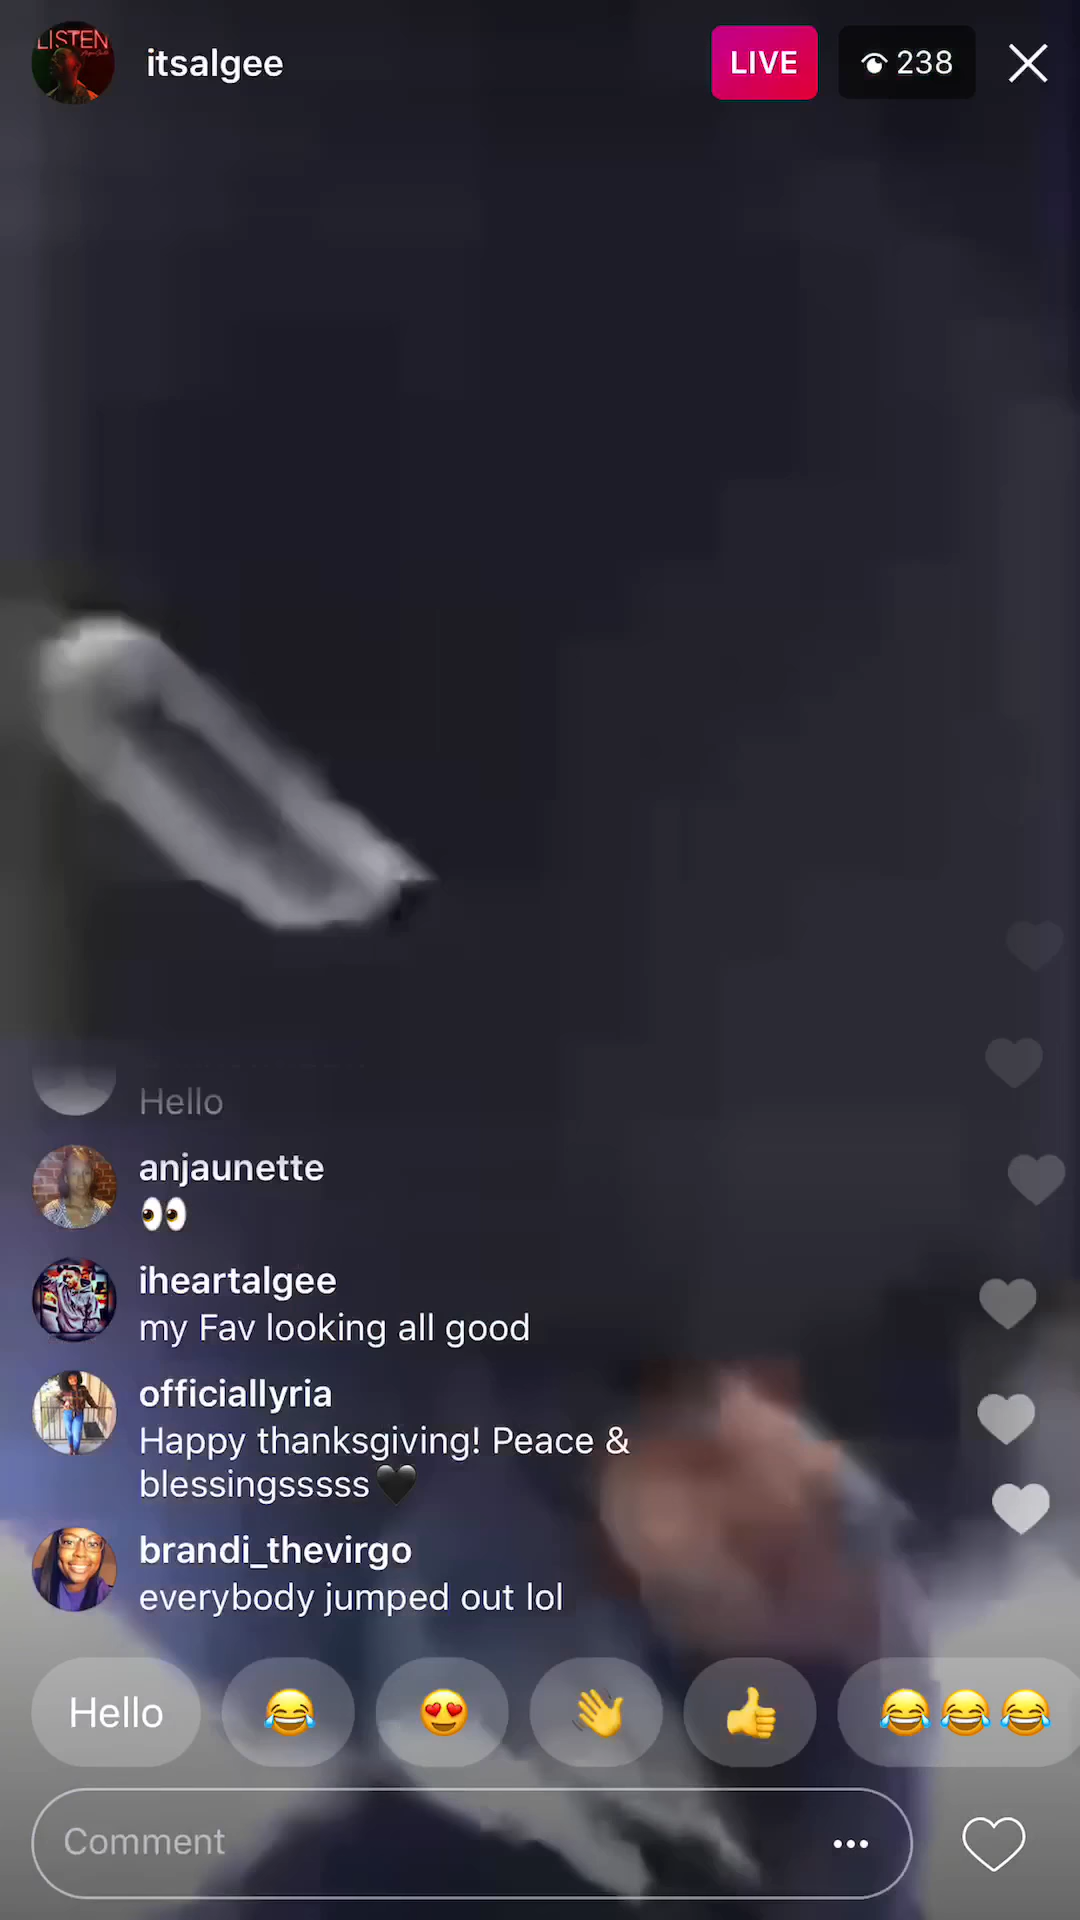 LISTEN
itsalgee
LIVE
238
Hello
anjaunette
👀
iheartalgee
my Fav looking all good
officiallyria
Happy thanksgiving! Peace &
blessingsssss🖤
brandi_thevirgo
everybody jumped out lol
Hello 😂 😍 👋 👍 😂😂😂
Comment